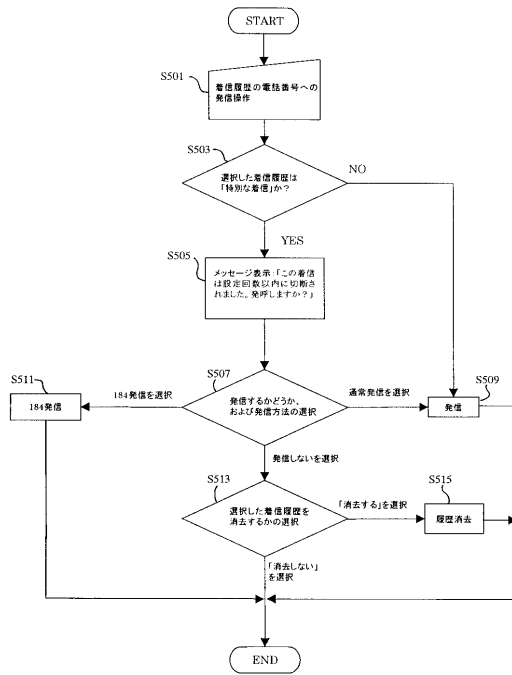 START
S501
着信履歴の電話番号への
発信操作
S503
選択した着信履歴は
「特別な着信」か?
NO
YES
S505
メッセージ表示:「この着信
は設定回数以内に切断さ
れました。発呼しますか?」
S507
発信するかどうか、
および発信方法の選択
184発信を選択
S511
184発信
通常発信を選択
S509
発信
発信しないを選択
S513
選択した着信履歴を
消去するかの選択
「消去する」を選択
S515
履歴消去
「消去しない」
を選択
END